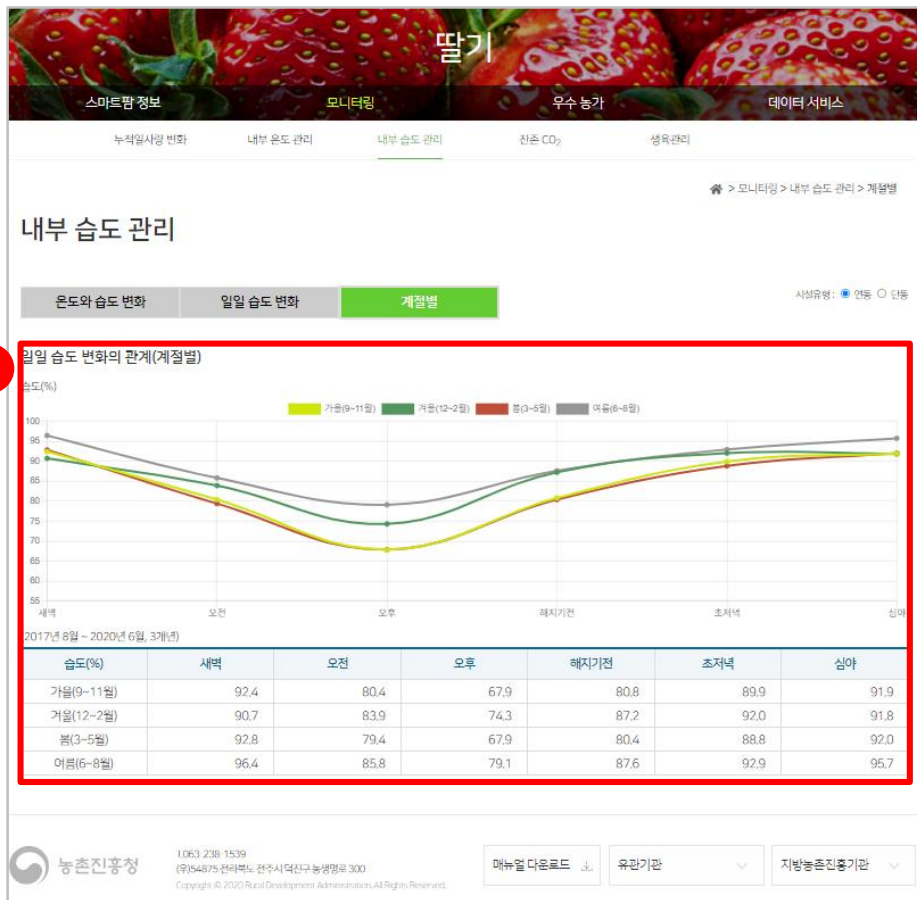 딸기
스마트팜 정보 모니터링 우수 농가 데이터 서비스
누적일사량 변화 내부 온도 관리 내부 습도 관리 잔존 CO2 생육관리
> 모니터링 > 내부 습도 관리 > 계절별
내부 습도 관리
온도와 습도 변화 일일 습도 변화 계절별 시설유형 : 연동 단동
일일 습도 변화의 관계(계절별)
습도(%)
가을(9~11월) 겨울(12~2월) 봄(3~5월) 여름(6~8월)
100
95
90
85
80
75
70
65
60
55
새벽 오전 오후 해지기전 초저녁 심야
2017년 8월 ~ 2020년 6월, 3개년)
습도(%) 새벽 오전 오후 해지기전 초저녁 심야
가을(9~11월) 92.4 80.4 67.9 80.8 89.9 91.9
겨울(12~2월) 90.7 83.9 74.3 87.2 92.0 91.8
봄(3~5월) 92.8 79.4 67.9 80.4 88.8 92.0
여름(6~8월) 96.4 85.8 79.1 87.6 92.9 95.7
농촌진흥청
T.063 238-1539
(우)54875 전라북도 전주시 덕진구 농생명로 300
Copyright © 2020 Rural Development Administration, All Rights Reserved.
매뉴얼 다운로드 유관기관 지방농촌진흥기관